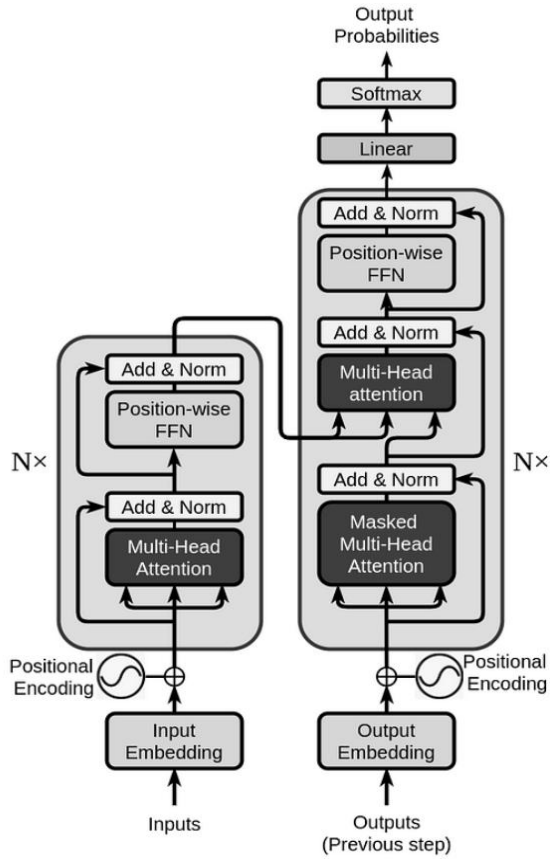 Output
Probabilities
Softmax
Linear
Add & Norm
Position-wise
FFN
Add & Norm
Multi-Head
attention
Add & Norm
Masked
Multi-Head
Attention
N×
Positional
Encoding
Output
Embedding
Outputs
(Previous step)
Add & Norm
Position-wise
FFN
N×
Add & Norm
Multi-Head
Attention
Positional
Encoding
Input
Embedding
Inputs